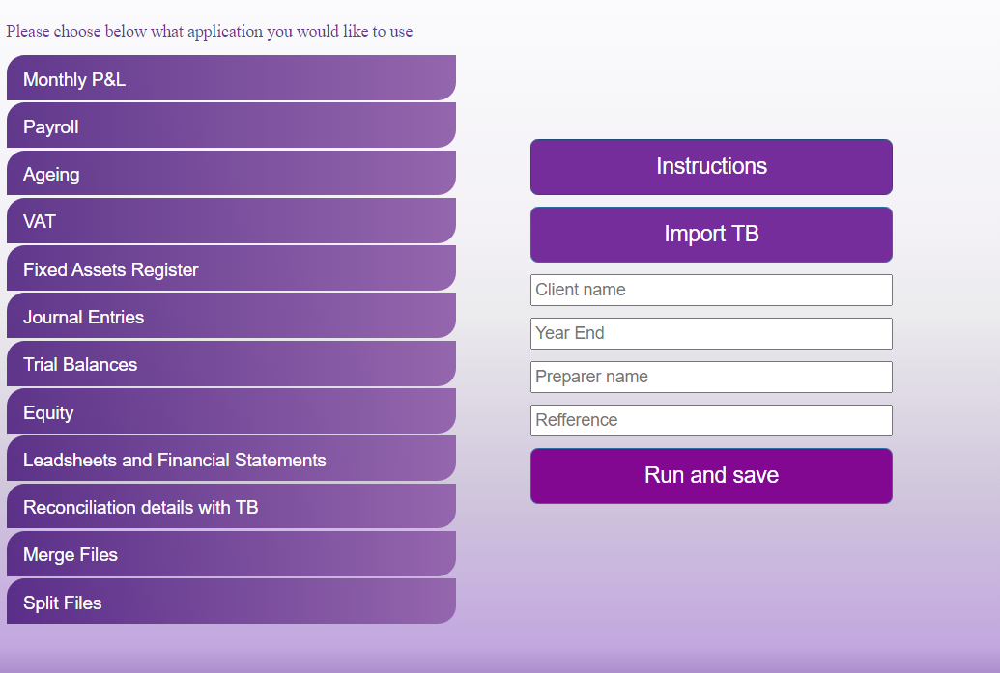 Please choose below what application you would like to use
Monthly P&L
Payroll
Ageing
VAT
Fixed Assets Register
Journal Entries
Trial Balances
Equity
Leadsheets and Financial Statements
Reconciliation details with TB
Merge Files
Split Files
Instructions
Import TB
Client name
Year End
Preparer name
Refference
Run and save